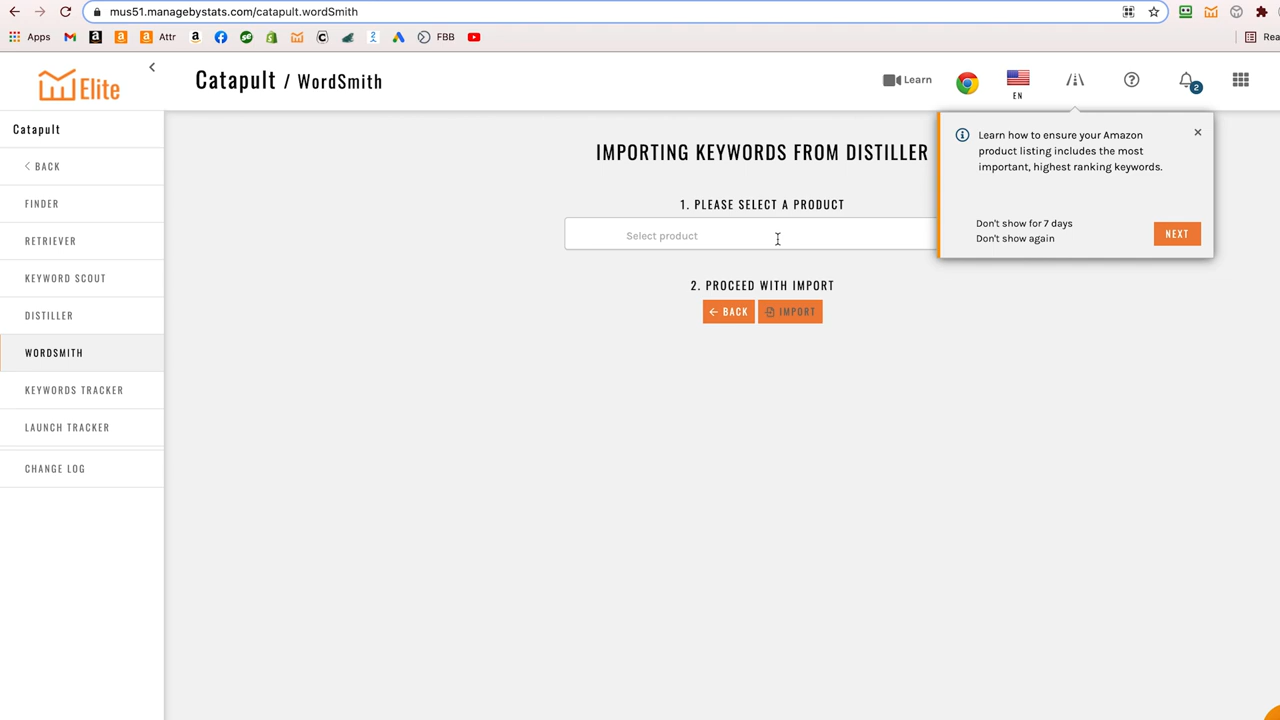 mus51.managebystats.com/catapult.wordSmith
Apps
Attr
FBB
Rea
Elite
Catapult / WordSmith
Learn
EN
2
Catapult
BACK
FINDER
RETRIEVER
KEYWORD SCOUT
DISTILLER
WORDSMITH
KEYWORDS TRACKER
LAUNCH TRACKER
CHANGE LOG
IMPORTING KEYWORDS FROM DISTILLER
1. PLEASE SELECT A PRODUCT
Select product
2. PROCEED WITH IMPORT
BACK
IMPORT
Learn how to ensure your Amazon
product listing includes the most
important, highest ranking keywords.
Don't show for 7 days
Don't show again
NEXT